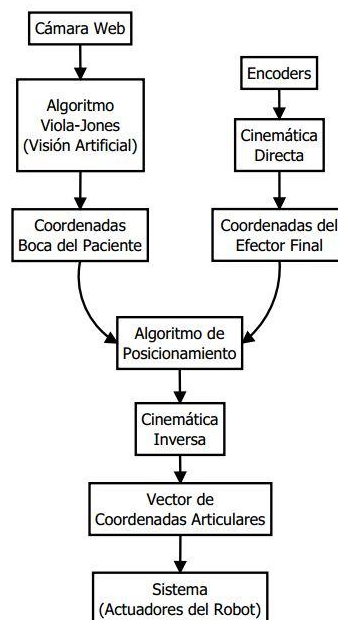 Cámara Web
Algoritmo
Viola-Jones
(Visión Artificial)
Coordenadas
Boca del Paciente
Encoders
Cinemática
Directa
Coordenadas del
Efector Final
Algoritmo de
Posicionamiento
Cinemática
Inversa
Vector de
Coordenadas Articulares
Sistema
(Actuadores del Robot)